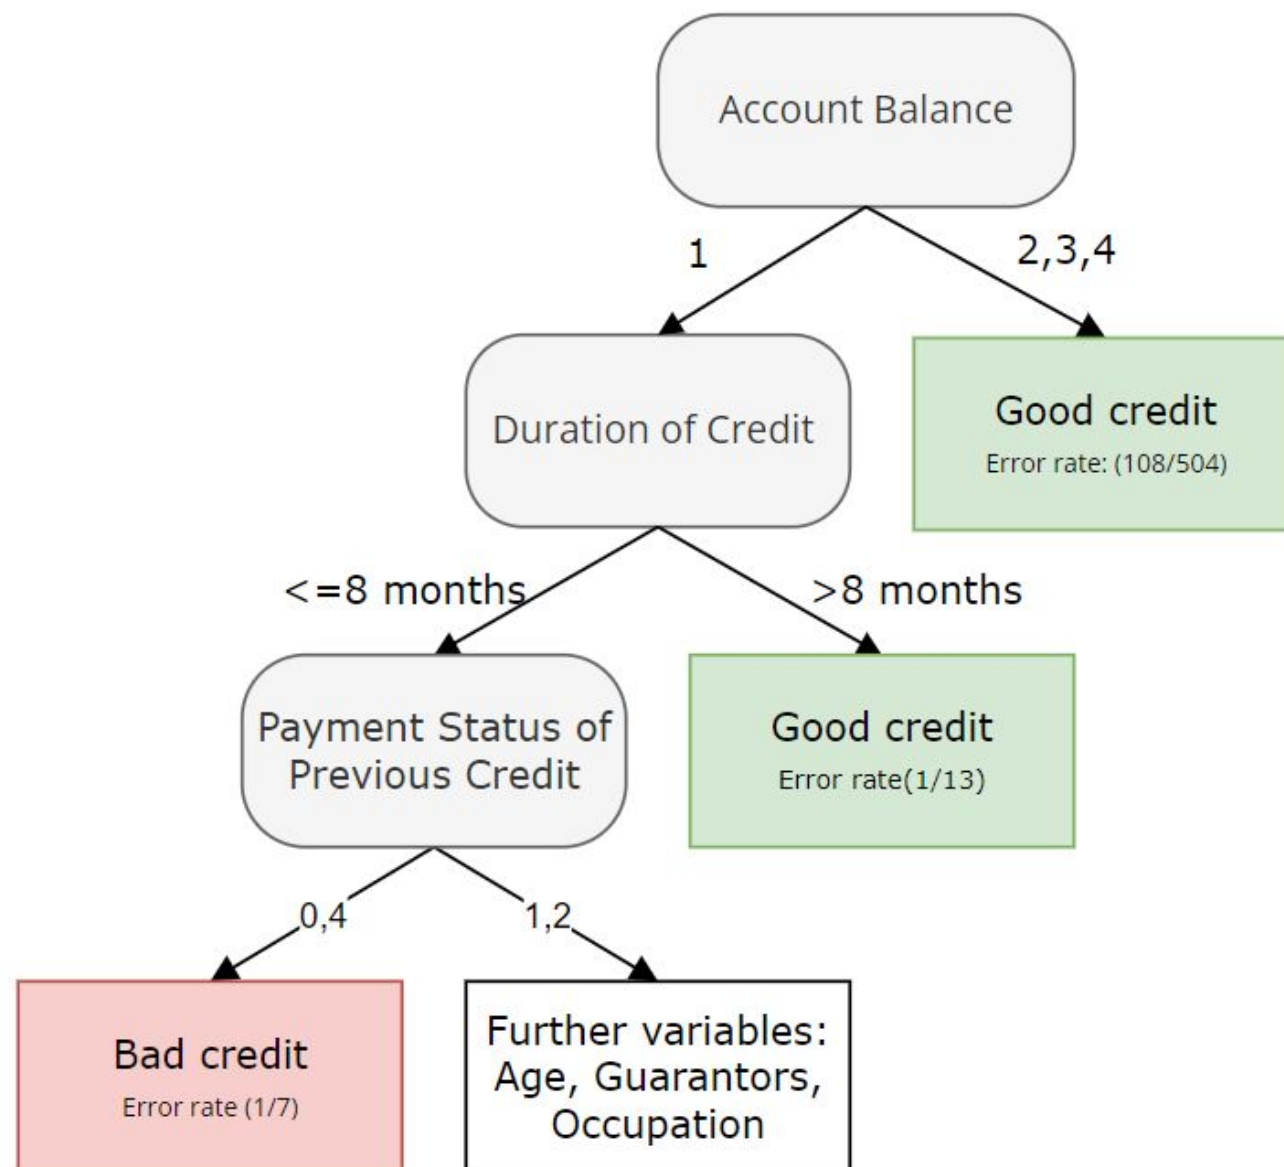 Account Balance
1
2,3,4
Duration of Credit
Good credit
Error rate: (108/504)
<=8 months
>8 months
Payment Status of
Previous Credit
Good credit
Error rate(1/13)
0,4
1,2
Bad credit
Error rate (1/7)
Further variables:
Age, Guarantors,
Occupation